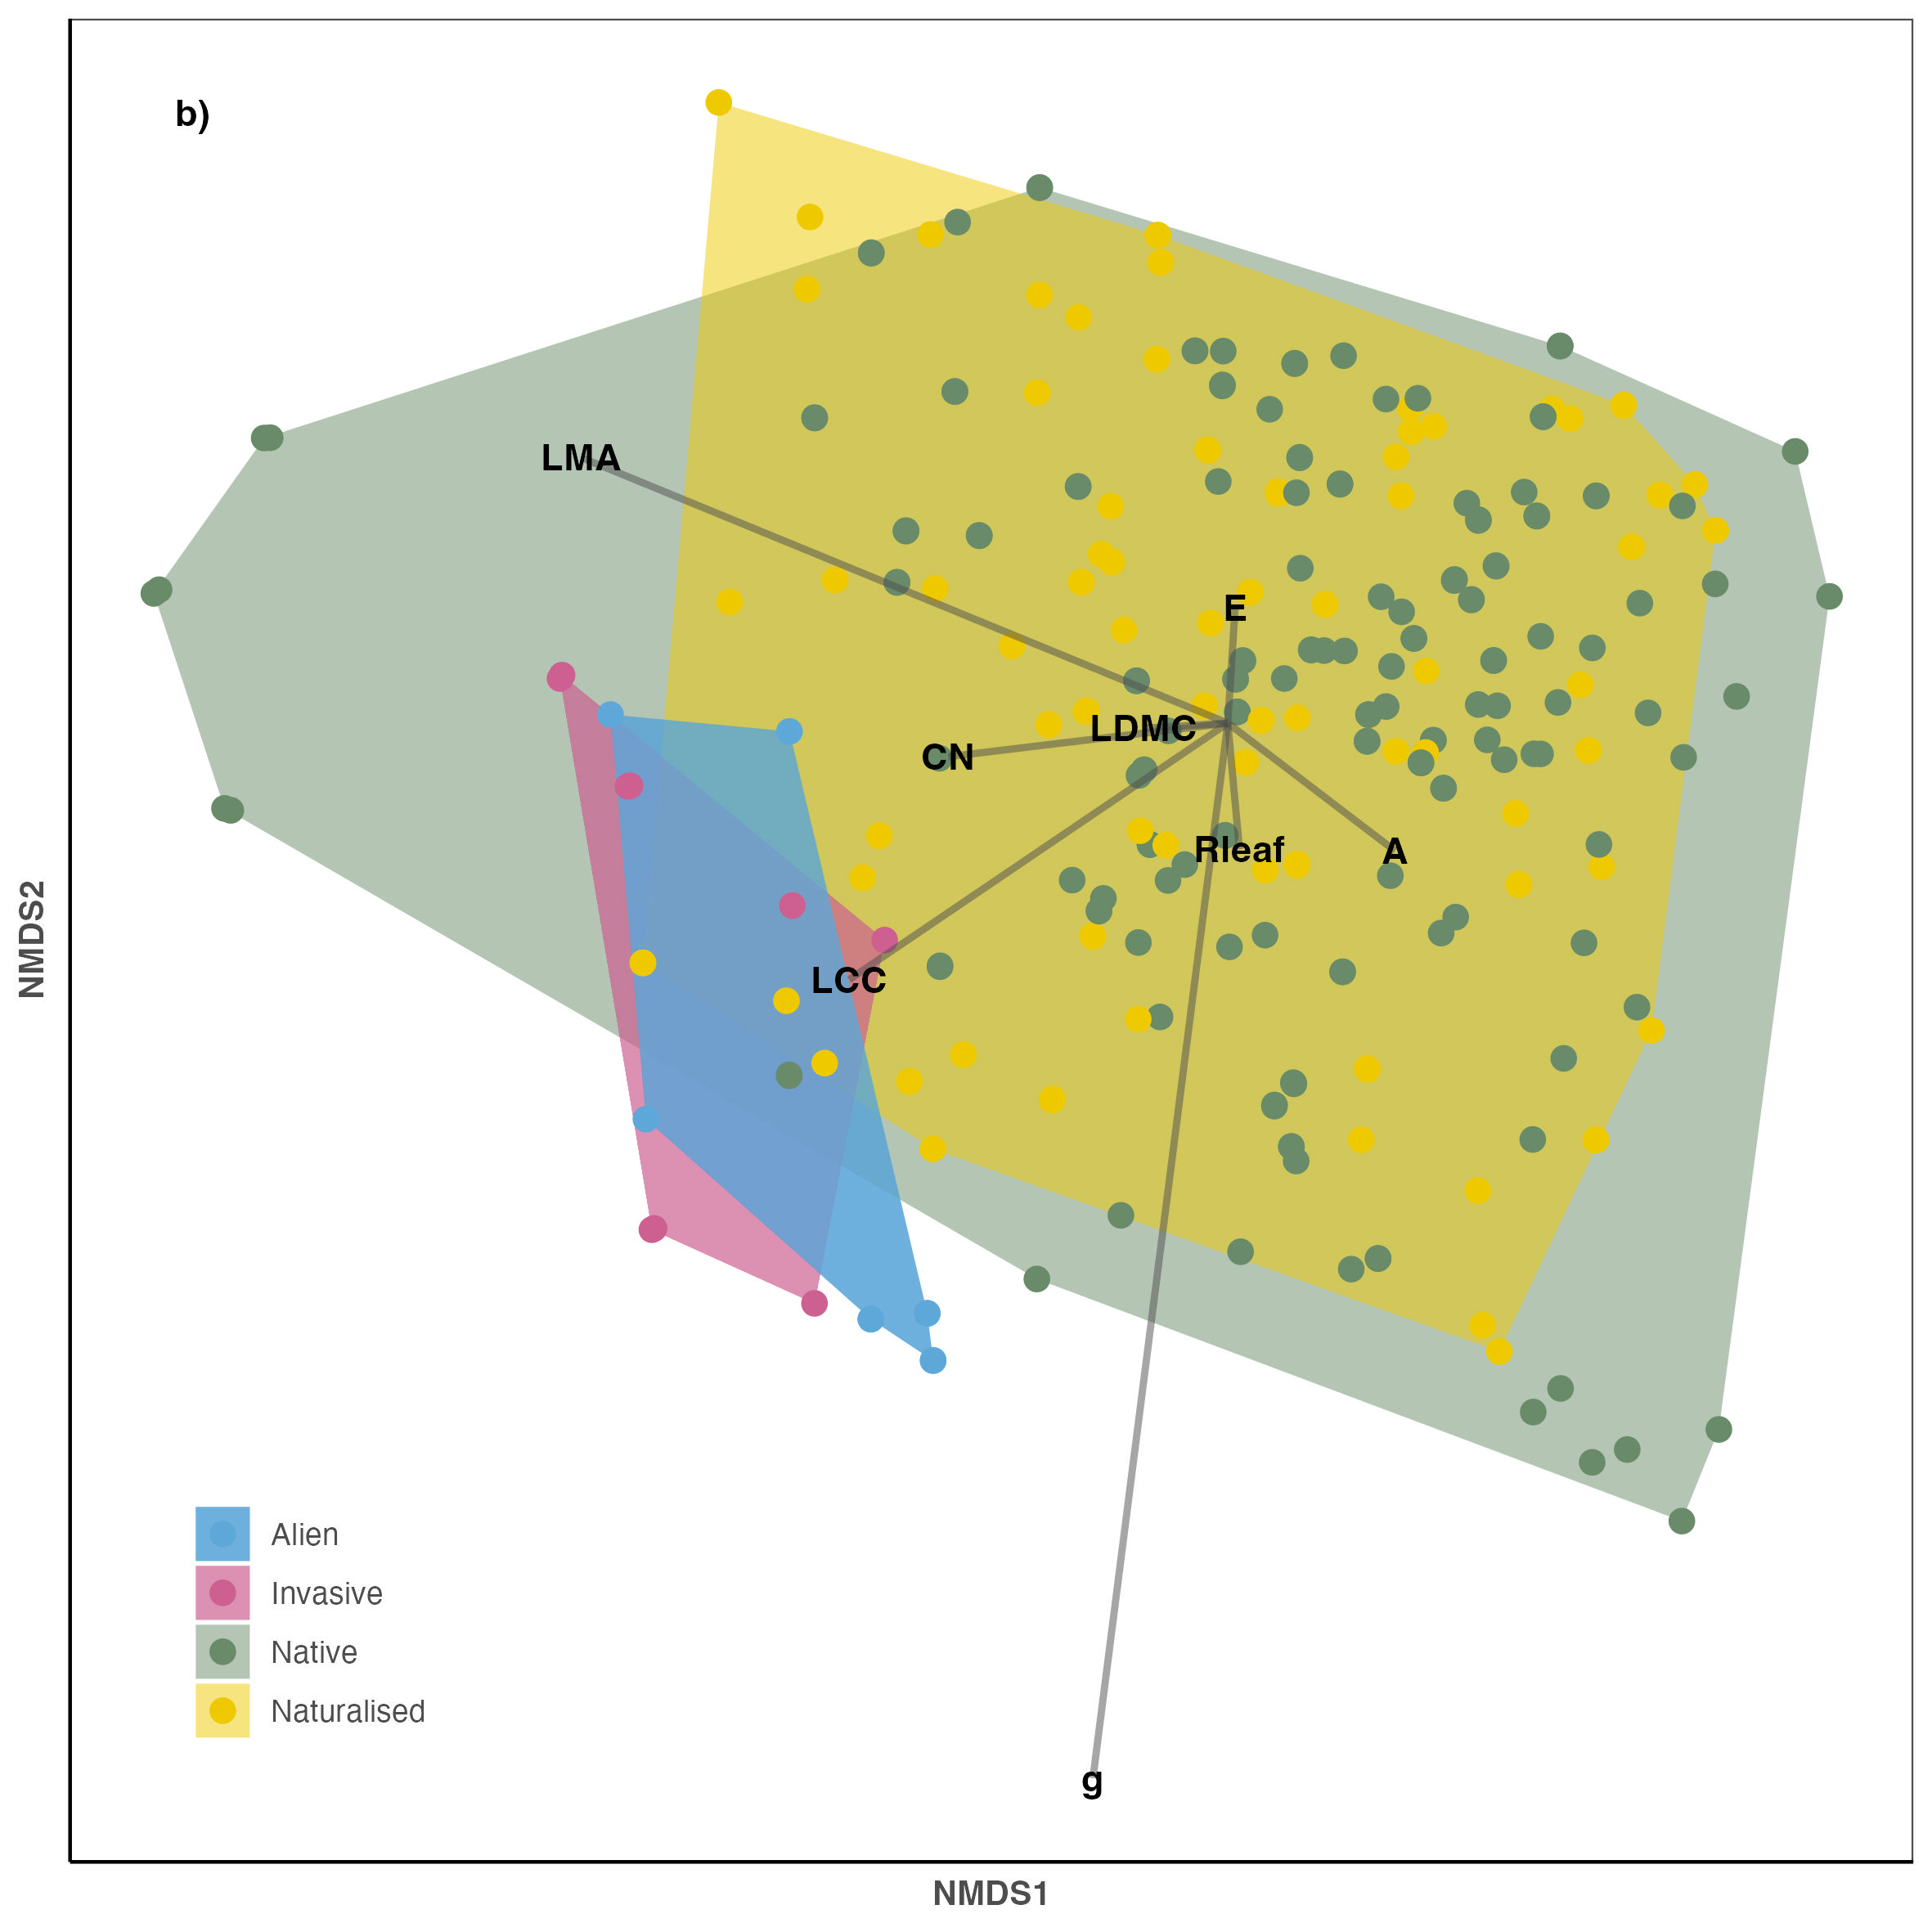 b)
LMA
E
LDMC
CN
Rleaf
A
LCC
g
NMDS2
Alien
Invasive
Native
Naturalised
NMDS1